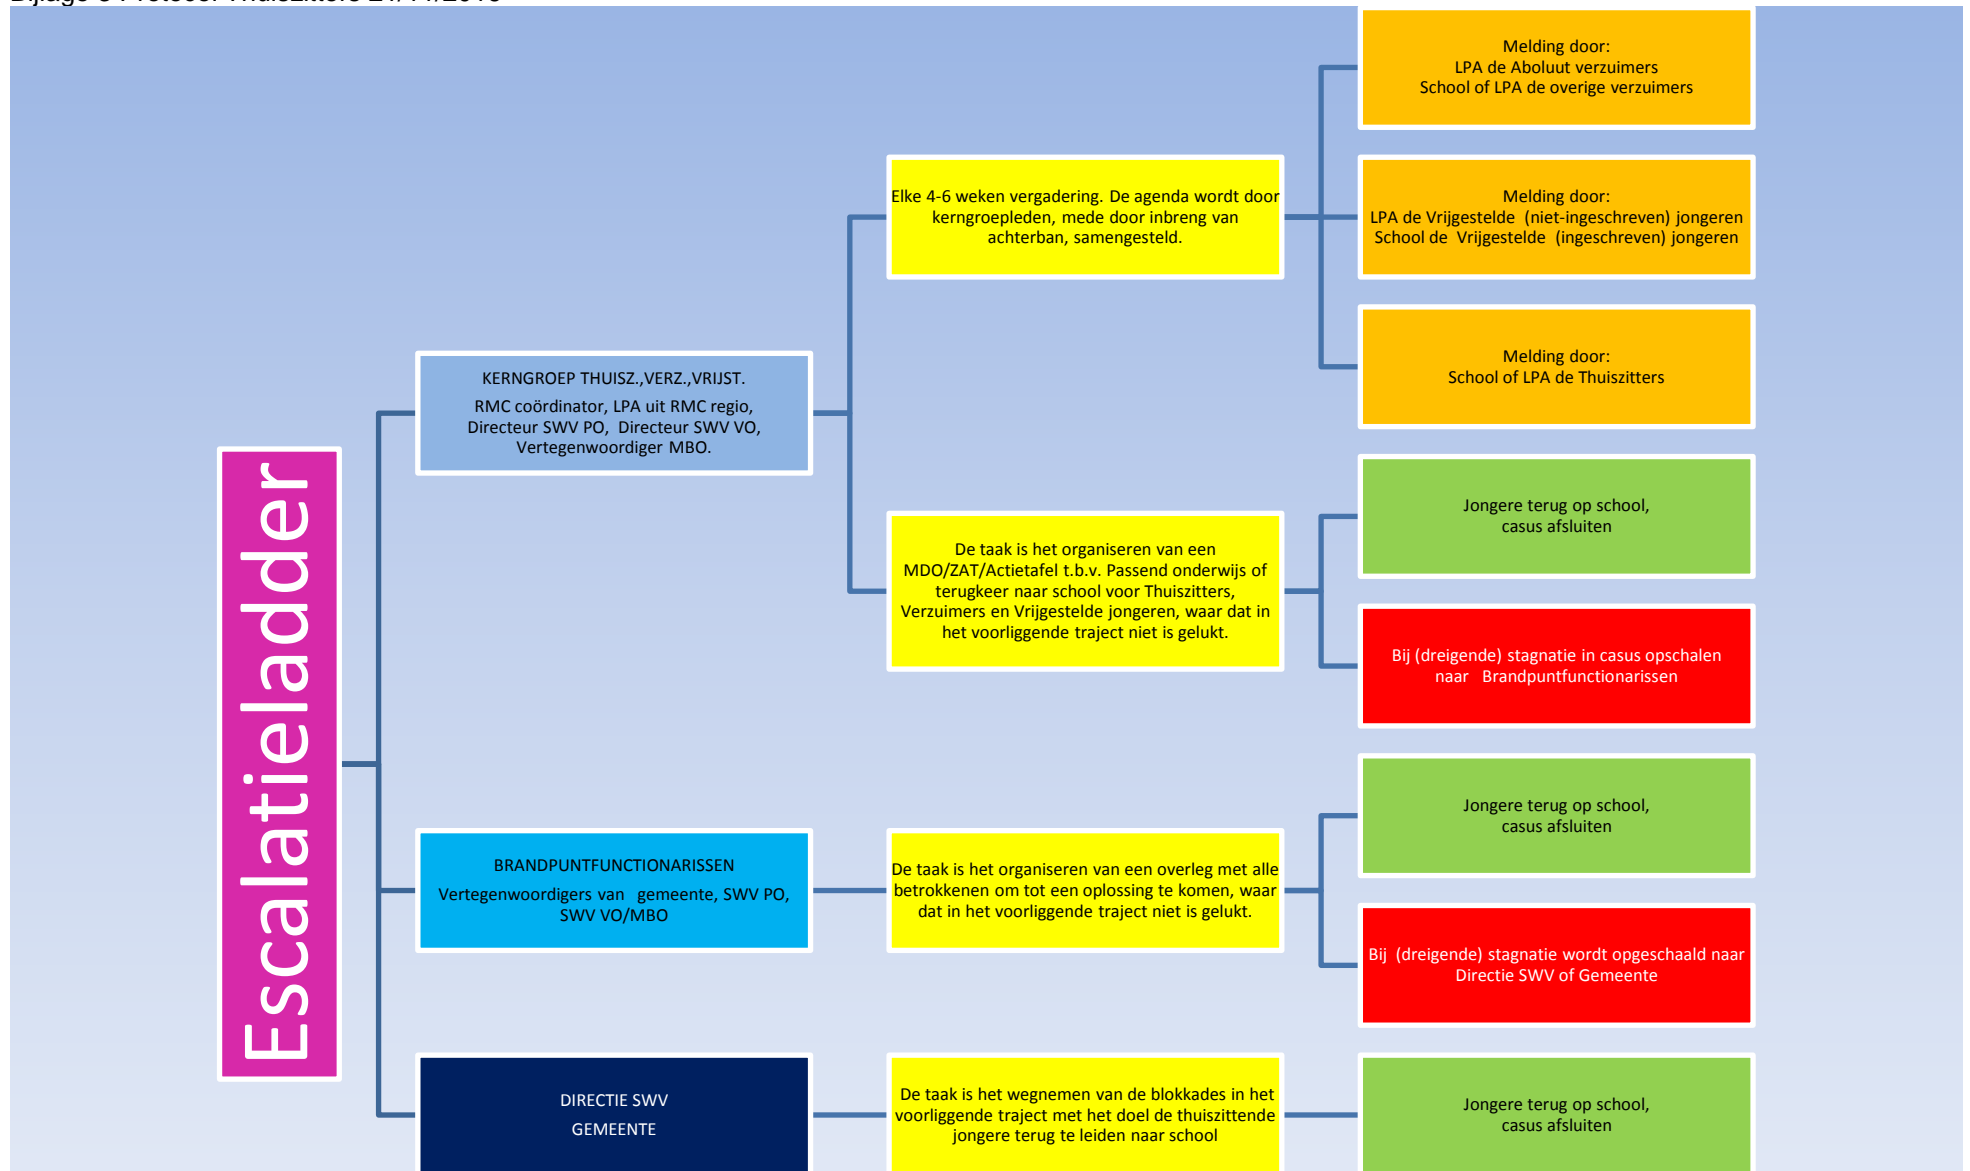 Bijlage Protocol Thuiszitters
Escalatieladder
KERNGROEP THUISZ.,VERZ.,VRIJST.
RMC coördinator, LPA uit RMC regio,
Directeur SWV PO, Directeur SWV VO,
Vertegenwoordiger MBO.
Elke 4-6 weken vergadering. De agenda wordt door
kerngroepleden, mede door inbreng van
achterban, samengesteld.
Melding door:
LPA de Aboluut verzuimers
School of LPA de overige verzuimers
Melding door:
LPA de Vrijgestelde (niet-ingeschreven) jongeren
School de Vrijgestelde (ingeschreven) jongeren
Melding door:
School of LPA de Thuiszitters
De taak is het organiseren van een
MDO/ZAT/Actietafel t.b.v. Passend onderwijs of
terugkeer naar school voor Thuiszitters,
Verzuimers en Vrijgestelde jongeren, waar dat in
het voorliggende traject niet is gelukt.
Jongere terug op school,
casus afsluiten
Bij (dreigende) stagnatie in casus opschalen
naar Brandpuntfunctionarissen
BRANDPUNTFUNCTIONARISSEN
Vertegenwoordigers van gemeente, SWV PO,
SWV VO/MBO
De taak is het organiseren van een overleg met alle
betrokkenen om tot een oplossing te komen, waar
dat in het voorliggende traject niet is gelukt.
Jongere terug op school,
casus afsluiten
Bij (dreigende) stagnatie wordt opgeschaald naar
Directie SWV of Gemeente
DIRECTIE SWV
GEMEENTE
De taak is het wegnemen van de blokkades in het
voorliggende traject met het doel de thuiszittende
jongere terug te leiden naar school
Jongere terug op school,
casus afsluiten